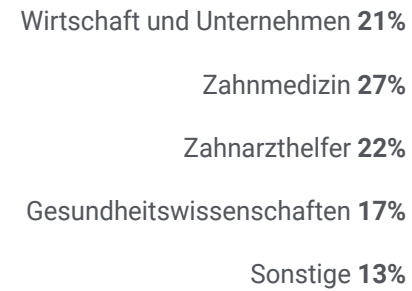 Wirtschaft und Unternehmen 21%
Zahnmedizin 27%
Zahnarzthelfer 22%
Gesundheitswissenschaften 17%
Sonstige 13%